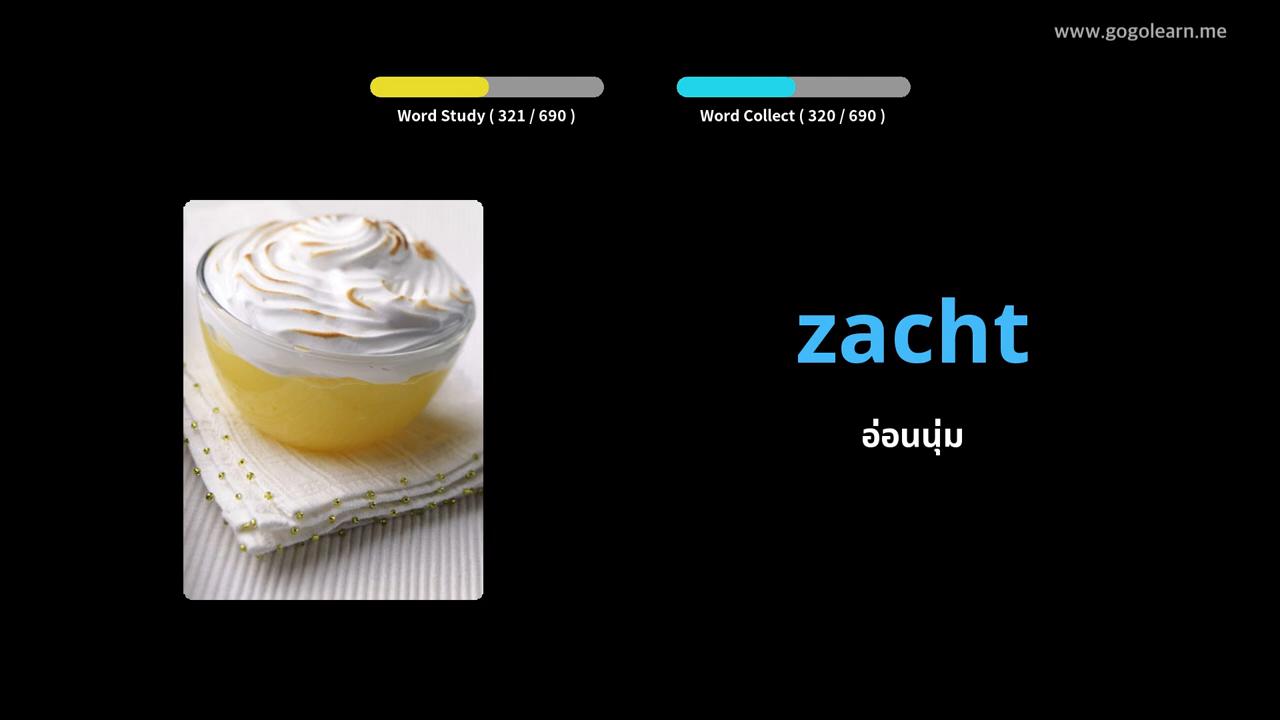 www.gogolearn.me
Word Study ( 321 / 690 )
Word Collect ( 320 / 690 )
zacht
อ่อนนุ่ม